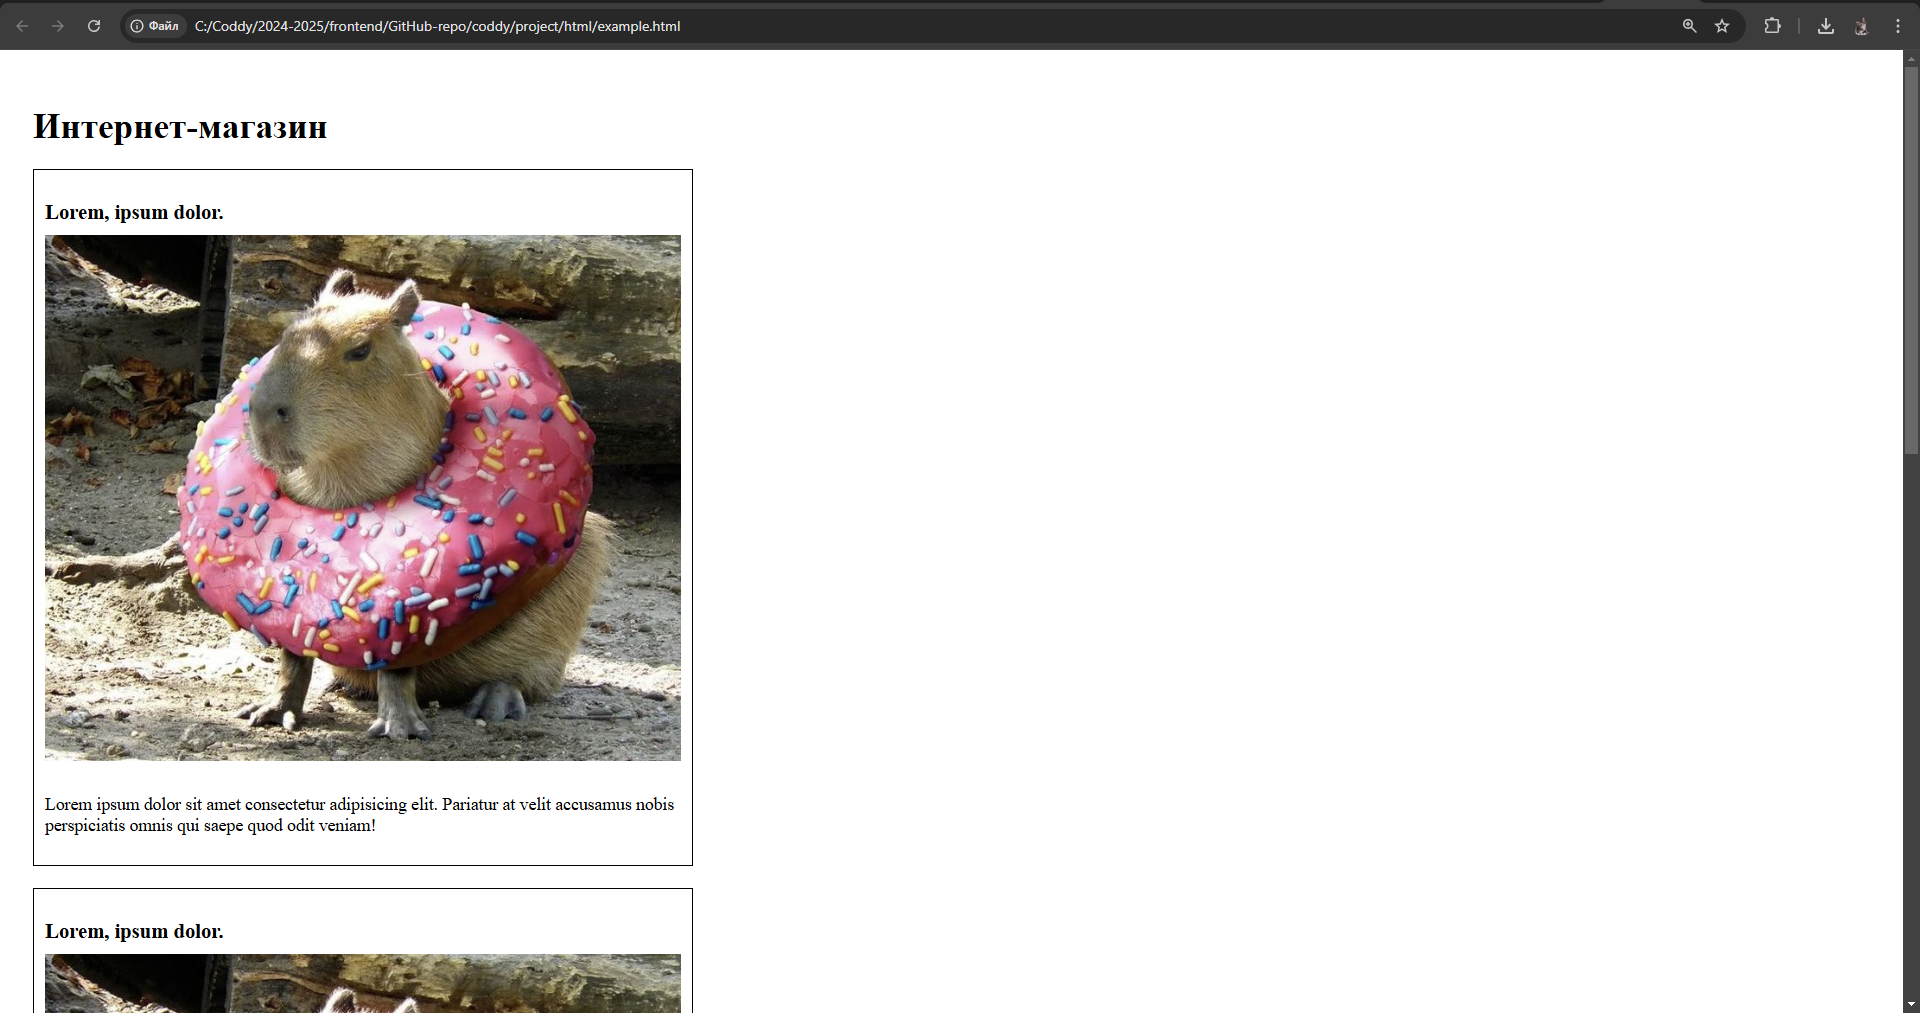 Файл
C:/Coddy/2024-2025/frontend/GitHub-repo/coddy/project/html/example.html
Интернет-магазин
Lorem, ipsum dolor.
Lorem ipsum dolor sit amet consectetur adipisicing elit. Pariatur at velit accusamus nobis
perspiciatis omnis qui saepe quod odit veniam!
Lorem, ipsum dolor.